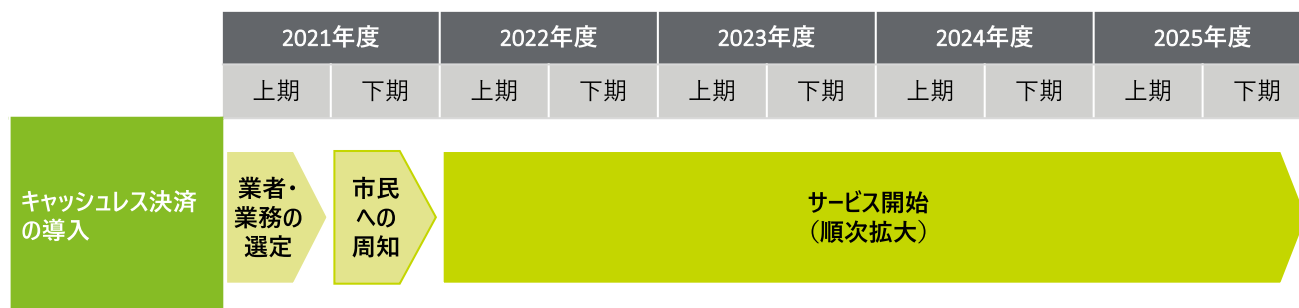 2021年度 2022年度 2023年度 2024年度 2025年度
上期 下期 上期 下期 上期 下期 上期 下期 上期 下期
キャッシュレス決済
の導入
業者・
業務の
選定
市民
への
周知
サービス開始
（順次拡大）